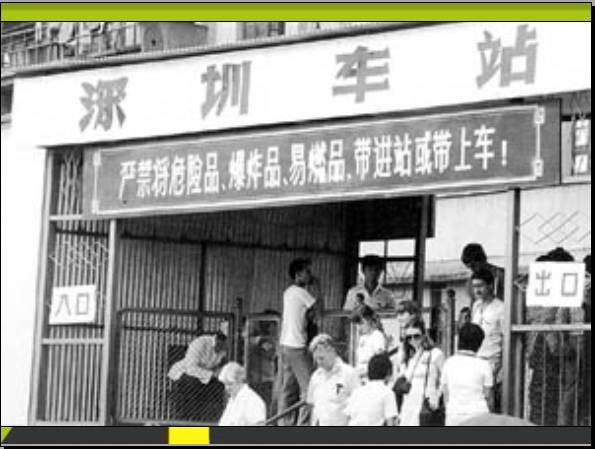 深圳车站
严禁将危险品、爆炸品、易燃品、带进站或带上车！
入口
出口